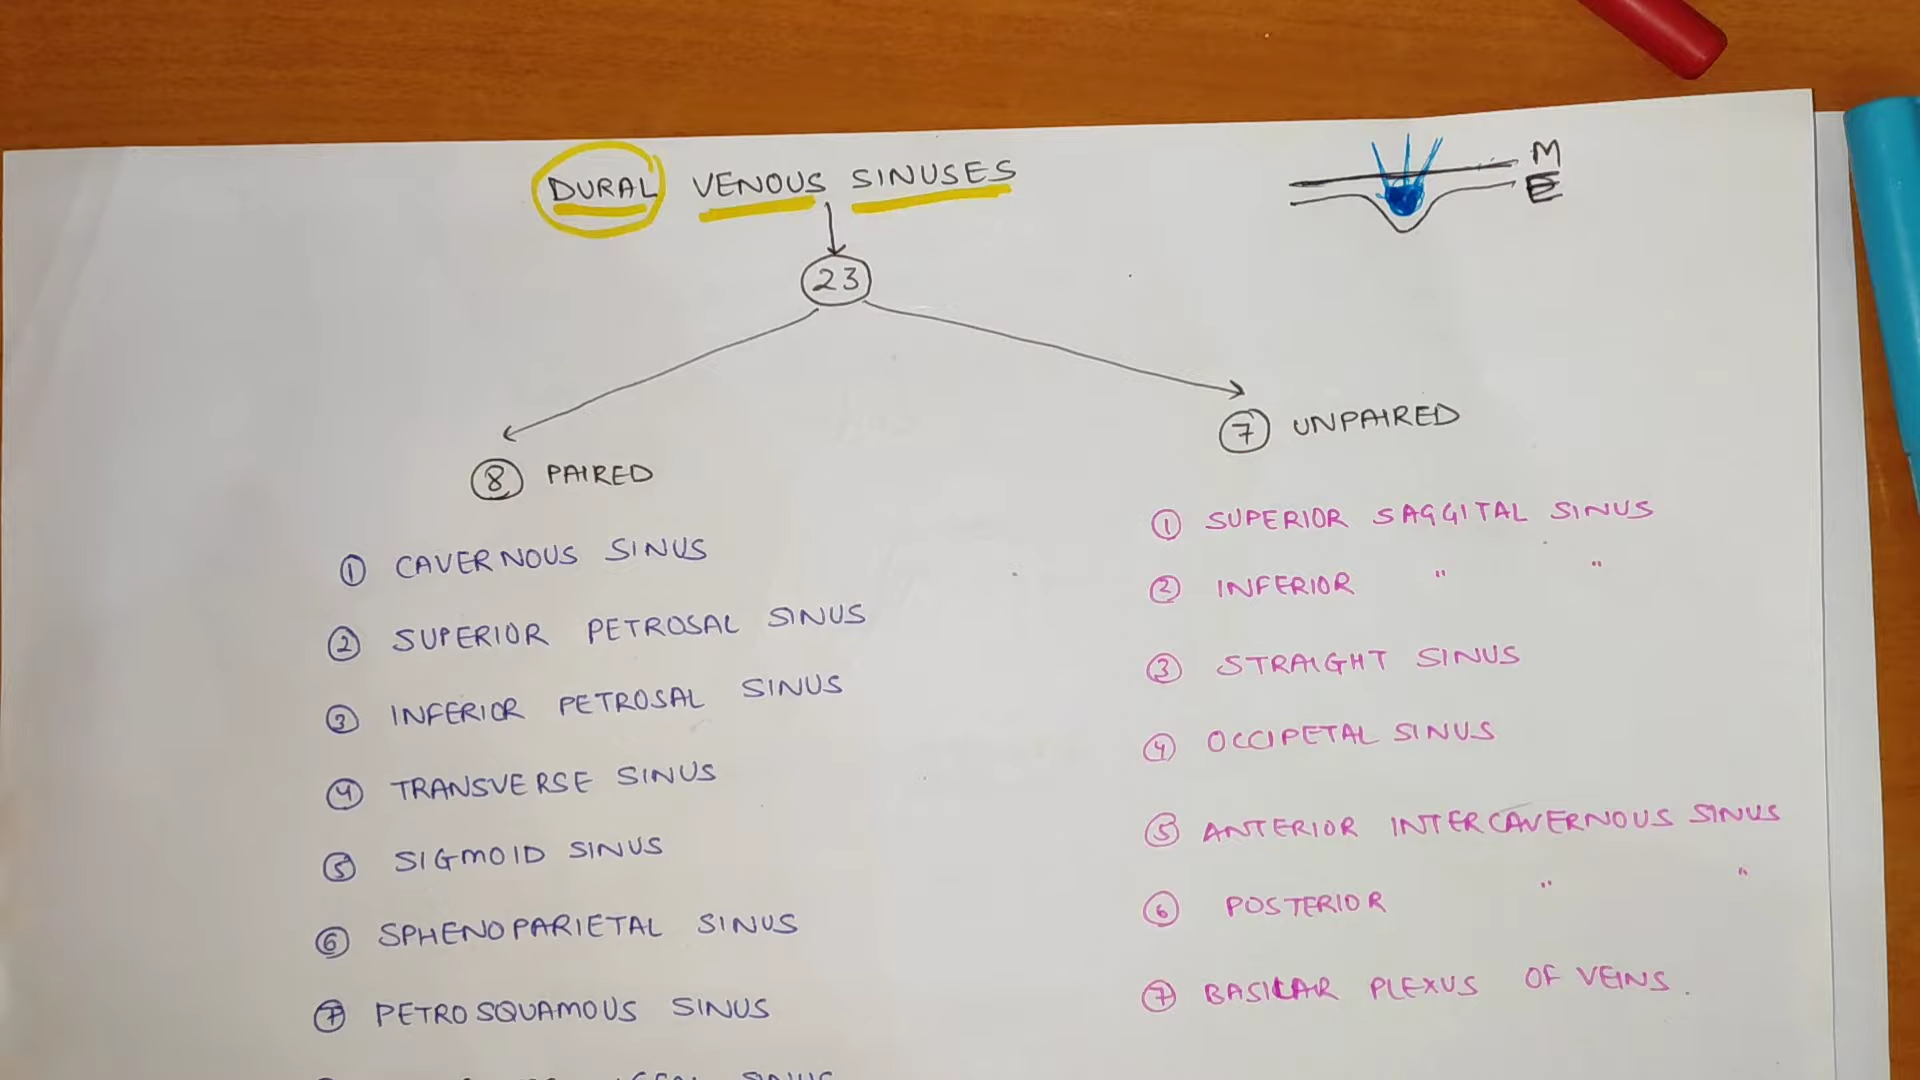 DURAL VENOUS SINUSES
M
E
23
8 PAIRED
1 CAVERNOUS SINUS
2 SUPERIOR PETROSAL SINUS
3 INFERIOR PETROSAL SINUS
4 TRANSVERSE SINUS
5 SIGMOID SINUS
6 SPHENOPARIETAL SINUS
7 PETROSQUAMOUS SINUS
SINUS
7 UNPAIRED
1 SUPERIOR SAGGITAL SINUS
2 INFERIOR " "
3 STRAIGHT SINUS
4 OCCIPETAL SINUS
5 ANTERIOR INTERCAVERNOUS SINUS
6 POSTERIOR " "
7 BASILAR PLEXUS OF VEINS.